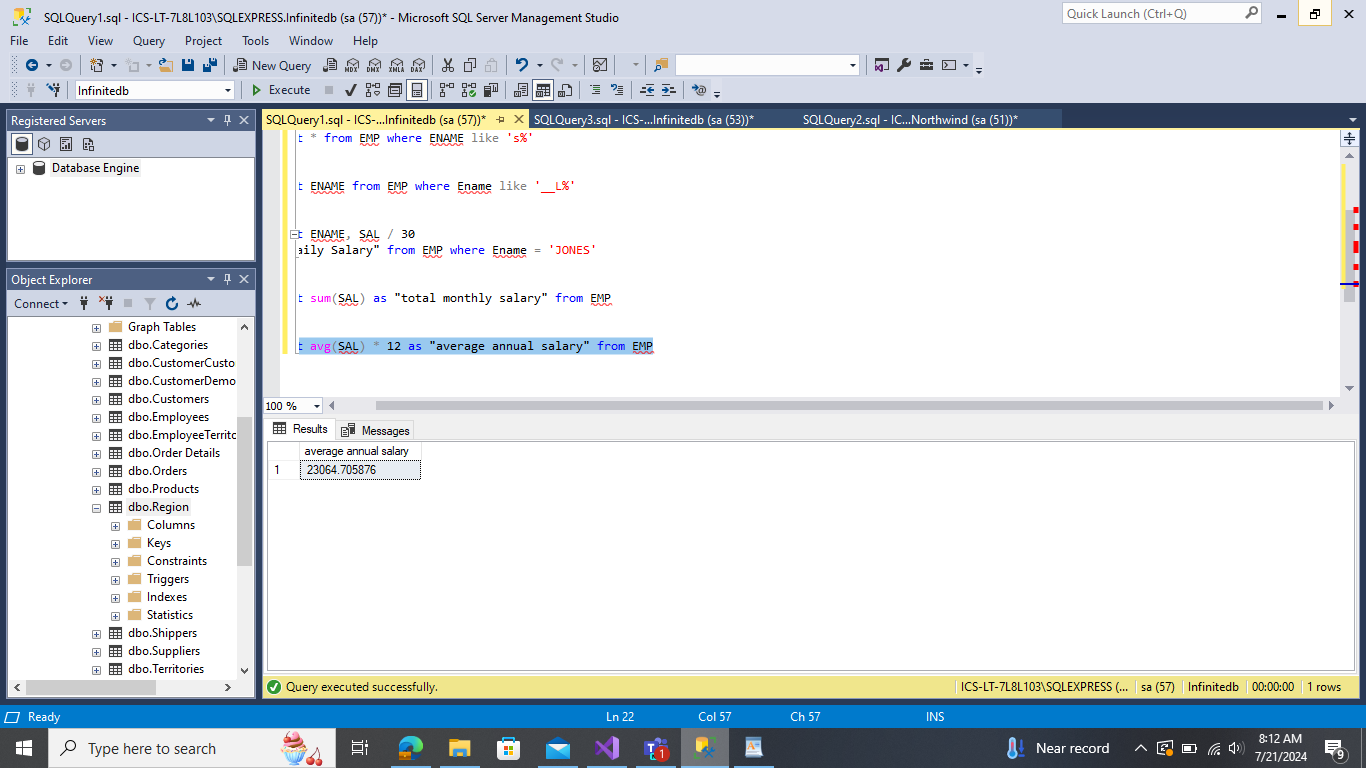 SQLQuery1.sql - ICS-LT-7L8L103\SQLEXPRESS.Infinitedb (sa (57))* - Microsoft SQL Server Management Studio
Quick Launch (Ctrl+Q)
File Edit View Query Project Tools Window Help
New Query MDX DMX XMLA DAX
Infinitedb Execute
Registered Servers
Database Engine
Object Explorer
Connect
Graph Tables
dbo.Categories
dbo.CustomerCusto
dbo.CustomerDemo
dbo.Customers
dbo.Employees
dbo.EmployeeTerritc
dbo.Order Details
dbo.Orders
dbo.Products
dbo.Region
Columns
Keys
Constraints
Triggers
Indexes
Statistics
dbo.Shippers
dbo.Suppliers
dbo.Territories
SQLQuery1.sql - ICS-...Infinitedb (sa (57))* SQLQuery3.sql - ICS-...Infinitedb (sa (53))* SQLQuery2.sql - IC...Northwind (sa (51))*
t * from EMP where ENAME like 's%'
t ENAME from EMP where Ename like '__L%'
t ENAME, SAL / 30
aily Salary" from EMP where Ename = 'JONES'
t sum(SAL) as "total monthly salary" from EMP
t avg(SAL) * 12 as "average annual salary" from EMP
100 %
Results Messages
average annual salary
1 23064.705876
Query executed successfully. ICS-LT-7L8L103\SQLEXPRESS (... sa (57) Infinitedb 00:00:00 1 rows
Ready Ln 22 Col 57 Ch 57 INS
Type here to search
1
Near record
8:12 AM
7/21/2024
9